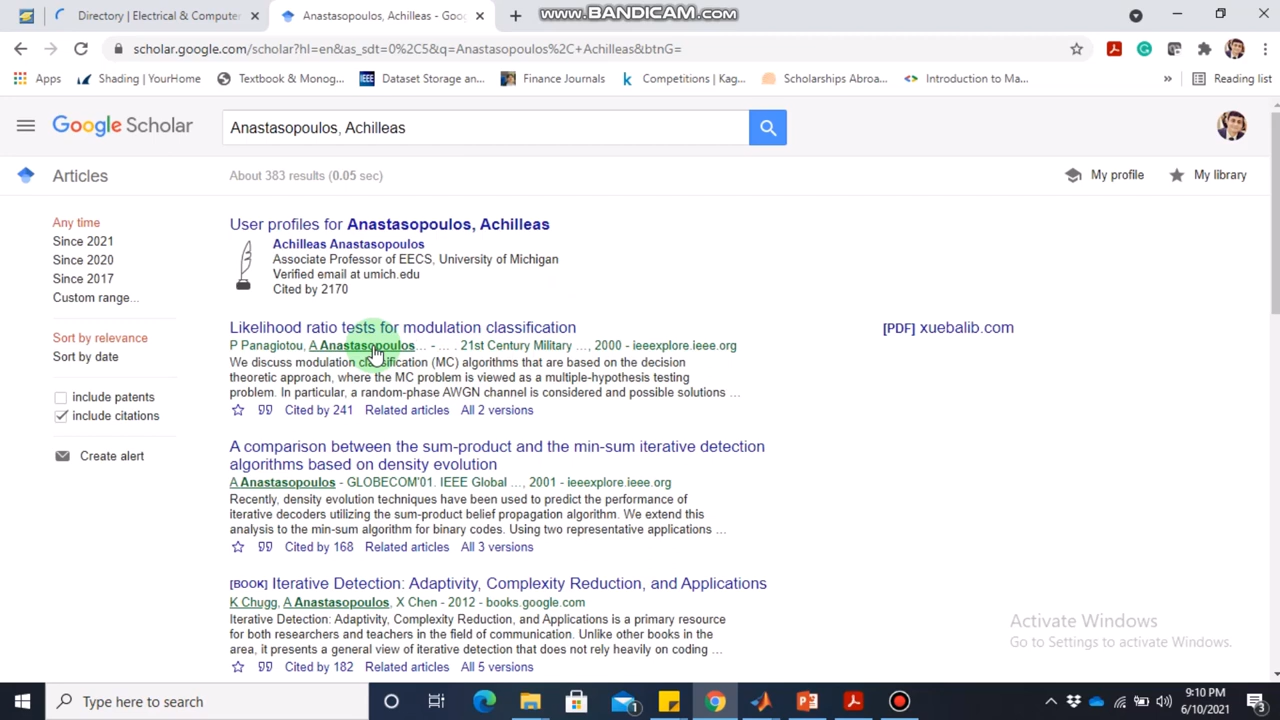 WWW.BANDICAM.COM
Directory | Electrical & Computer
Anastasopoulos, Achilleas - Goo
scholar.google.com/scholar?hl=en&as_sdt=0%2C5&q=Anastasopoulos%2C+Achilleas&btnG=
Apps
Shading | YourHome
Textbook & Monog...
Dataset Storage an...
Finance Journals
Competitions | Kag...
Scholarships Abroa...
Introduction to Ma...
»
Reading list
Google Scholar
Anastasopoulos, Achilleas
Articles
About 383 results (0.05 sec)
My profile
My library
Any time
Since 2021
Since 2020
Since 2017
Custom range...
Sort by relevance
Sort by date
include patents
include citations
Create alert
User profiles for Anastasopoulos, Achilleas
Achilleas Anastasopoulos
Associate Professor of EECS, University of Michigan
Verified email at umich.edu
Cited by 2170
Likelihood ratio tests for modulation classification
[PDF] xuebalib.com
P Panagiotou, A Anastasopoulos… - … . 21st Century Military …, 2000 - ieeexplore.ieee.org
We discuss modulation classification (MC) algorithms that are based on the decision
theoretic approach, where the MC problem is viewed as a multiple-hypothesis testing
problem. In particular, a random-phase AWGN channel is considered and possible solutions …
Cited by 241 Related articles All 2 versions
A comparison between the sum-product and the min-sum iterative detection
algorithms based on density evolution
A Anastasopoulos - GLOBECOM'01. IEEE Global …, 2001 - ieeexplore.ieee.org
Recently, density evolution techniques have been used to predict the performance of
iterative decoders utilizing the sum-product belief propagation algorithm. We extend this
analysis to the min-sum algorithm for binary codes. Using two representative applications …
Cited by 168 Related articles All 3 versions
[BOOK] Iterative Detection: Adaptivity, Complexity Reduction, and Applications
K Chugg, A Anastasopoulos, X Chen - 2012 - books.google.com
Iterative Detection: Adaptivity, Complexity Reduction, and Applications is a primary resource
for both researchers and teachers in the field of communication. Unlike other books in the
area, it presents a general view of iterative detection that does not rely heavily on coding …
Cited by 182 Related articles All 5 versions
Activate Windows
Go to Settings to activate Windows.
Type here to search
1
9:10 PM
6/10/2021
3